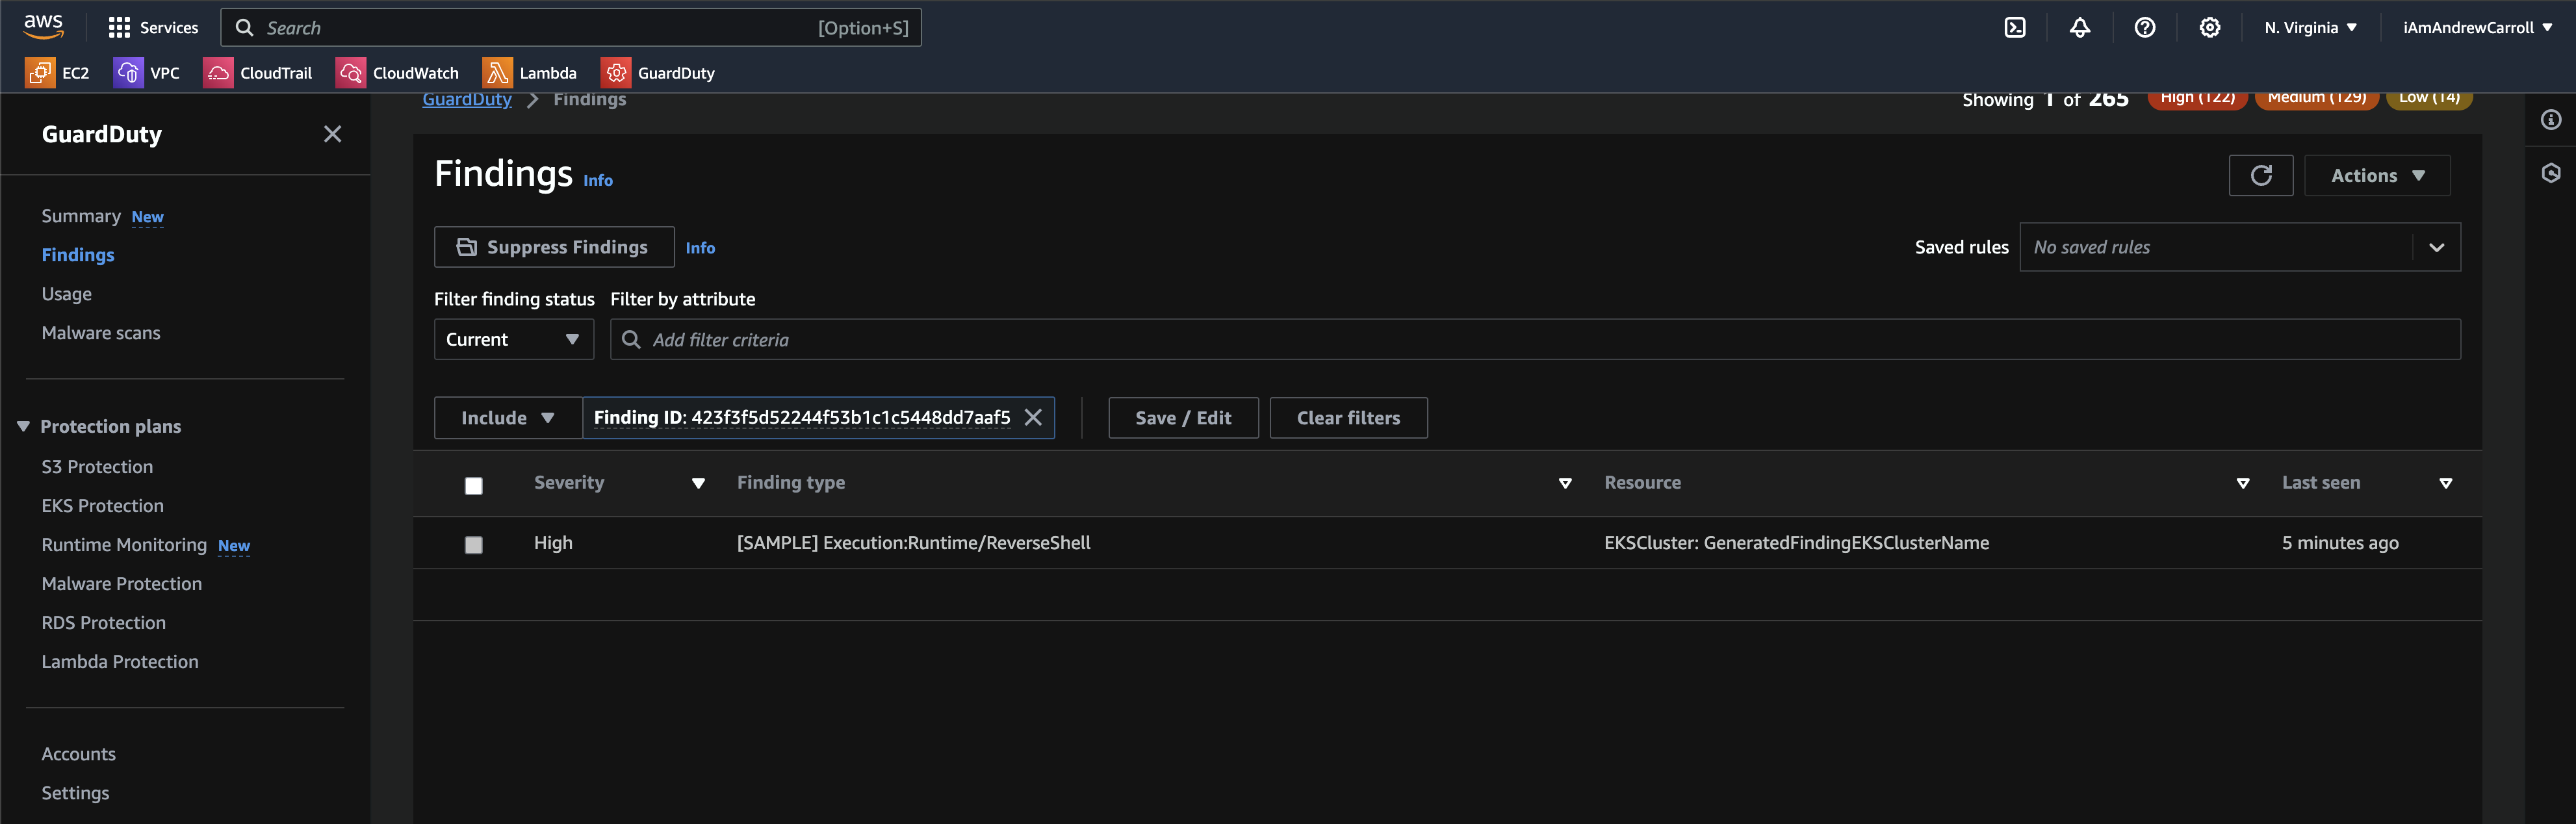 aws
Services
Search
[Option+S]
N. Virginia
iAmAndrewCarroll
EC2
VPC
CloudTrail
CloudWatch
Lambda
GuardDuty
GuardDuty
Summary New
Findings
Usage
Malware scans
Protection plans
S3 Protection
EKS Protection
Runtime Monitoring New
Malware Protection
RDS Protection
Lambda Protection
Accounts
Settings
GuardDuty > Findings
Showing 1 of 265 High (122) Medium (129) Low (14)
Findings Info
Actions
Suppress Findings Info
Saved rules No saved rules
Filter finding status Filter by attribute
Current Add filter criteria
Include Finding ID: 423f3f5d52244f53b1c1c5448dd7aaf5 Save / Edit Clear filters
Severity Finding type Resource Last seen
High [SAMPLE] Execution:Runtime/ReverseShell EKSCluster: GeneratedFindingEKSClusterName 5 minutes ago